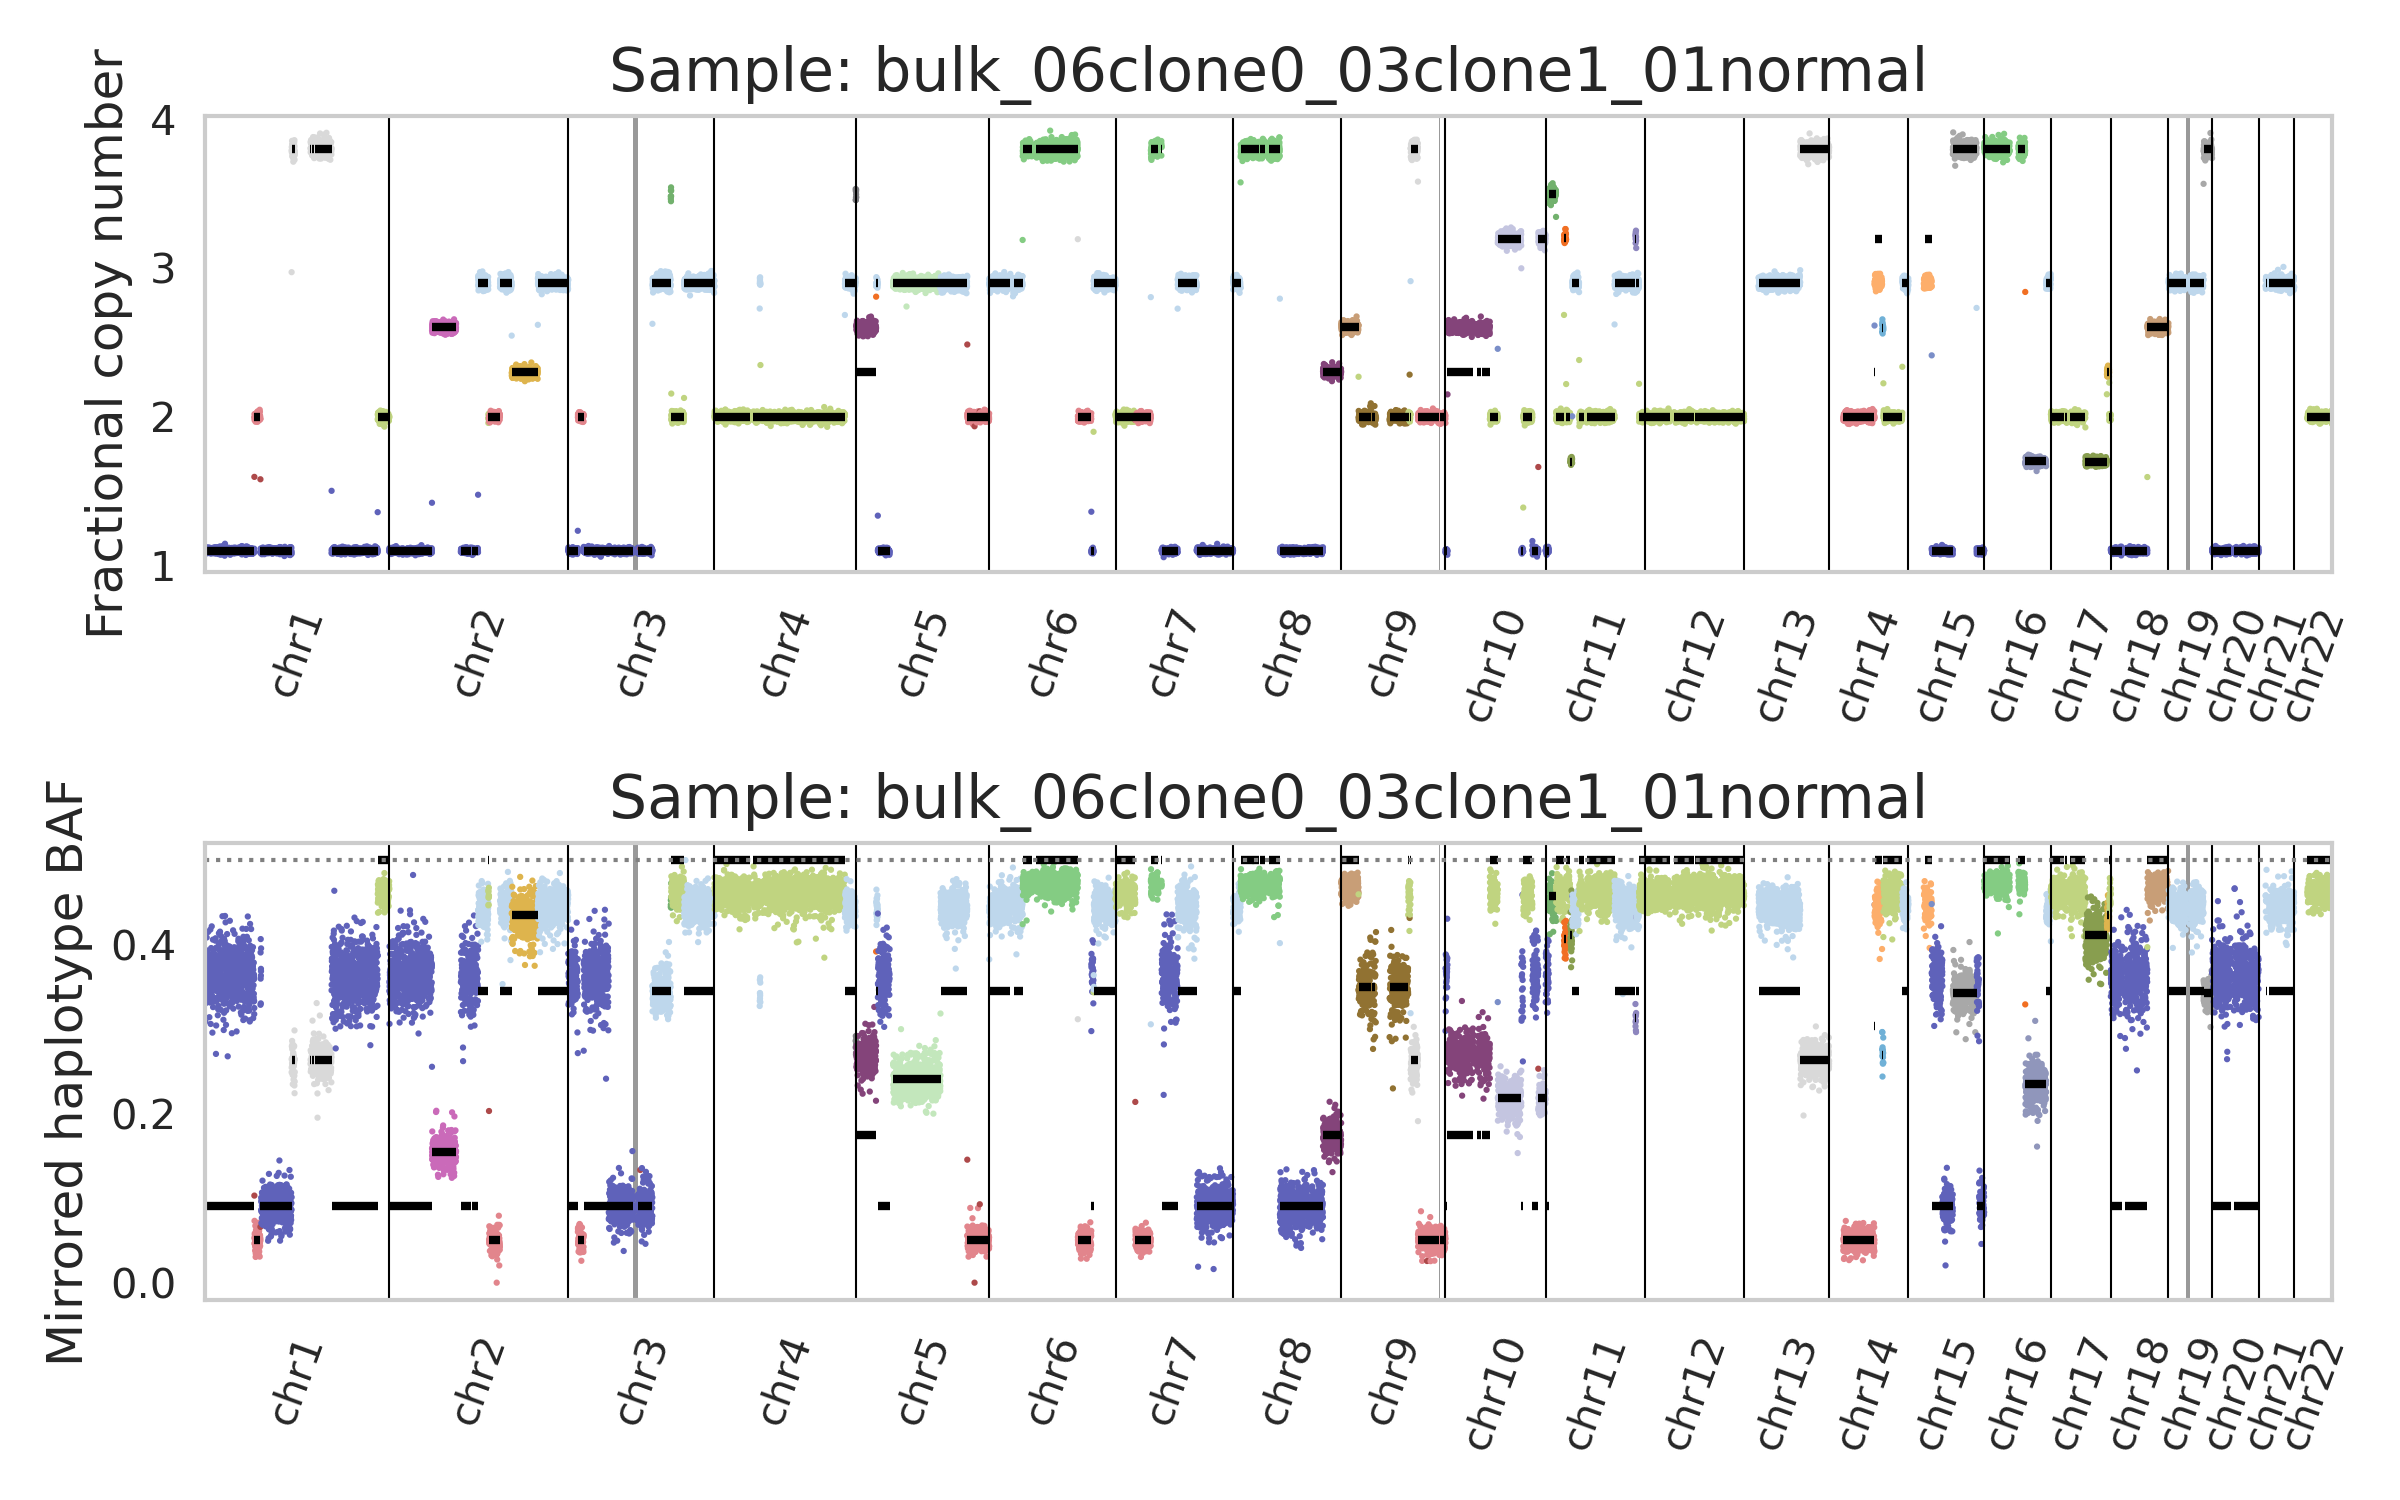 Sample: bulk_06clone0_03clone1_01normal
Fractional copy number
4
3
2
1
chr1 chr2 chr3 chr4 chr5 chr6 chr7 chr8 chr9 chr10 chr11 chr12 chr13 chr14 chr15 chr16 chr17 chr18 chr19 chr20 chr21 chr22
Sample: bulk_06clone0_03clone1_01normal
Mirrored haplotype BAF
0.4
0.2
0.0
chr1 chr2 chr3 chr4 chr5 chr6 chr7 chr8 chr9 chr10 chr11 chr12 chr13 chr14 chr15 chr16 chr17 chr18 chr19 chr20 chr21 chr22